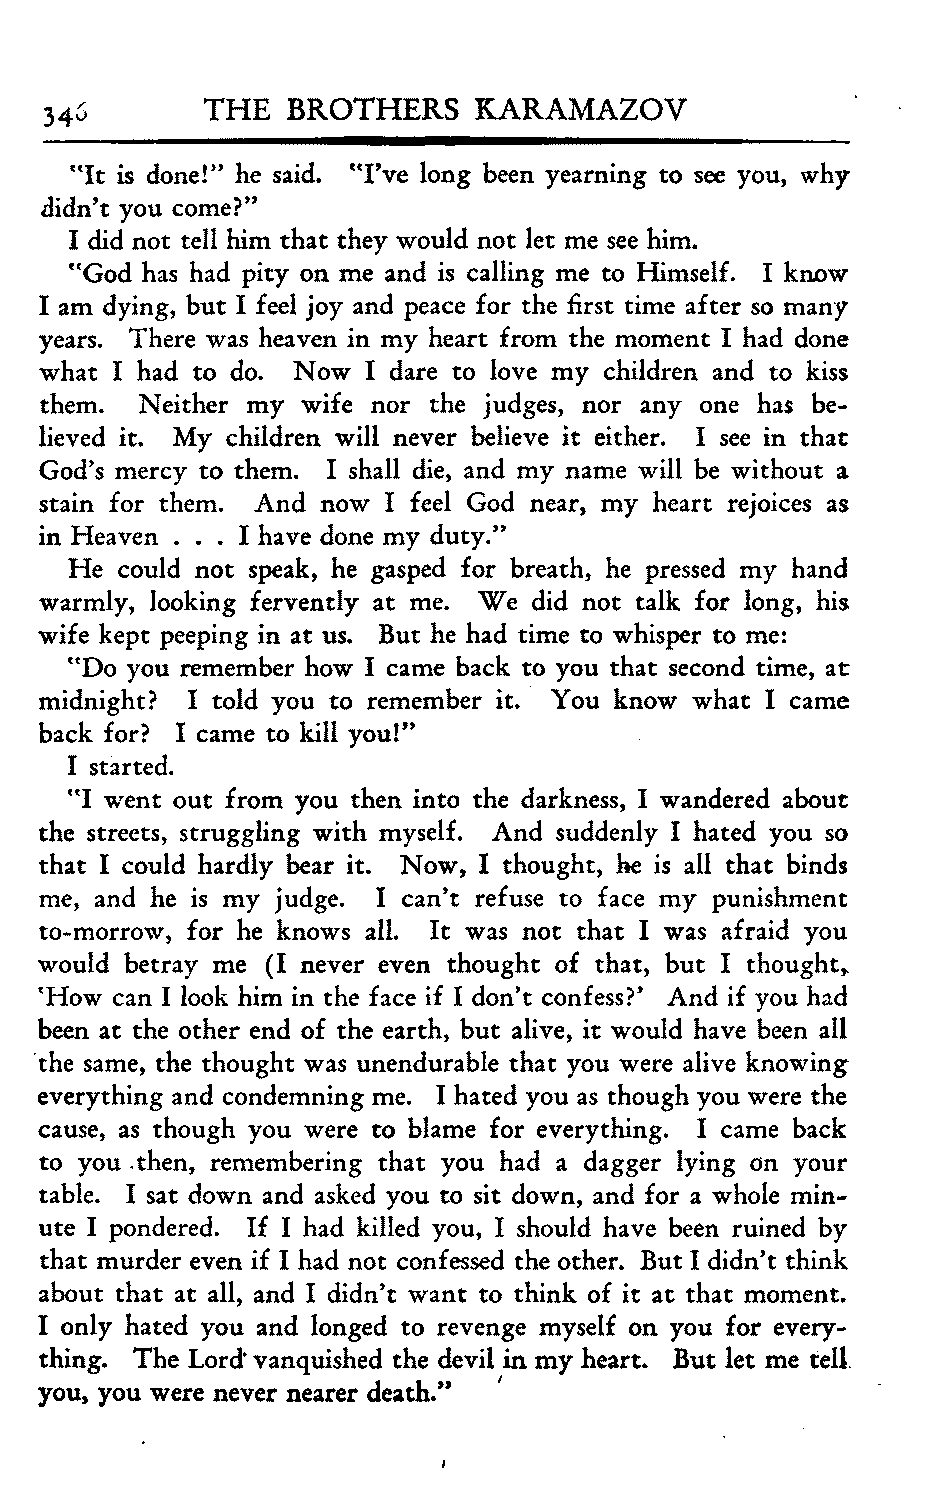 346 THE BROTHERS KARAMAZOV
"It is done!" he said. "I've long been yearning to see you, why
didn't you come?"
I did not tell him that they would not let me see him.
"God has had pity on me and is calling me to Himself. I know
I am dying, but I feel joy and peace for the first time after so many
years. There was heaven in my heart from the moment I had done
what I had to do. Now I dare to love my children and to kiss
them. Neither my wife nor the judges, nor any one has be-
lieved it. My children will never believe it either. I see in that
God's mercy to them. I shall die, and my name will be without a
stain for them. And now I feel God near, my heart rejoices as
in Heaven . . . I have done my duty."
He could not speak, he gasped for breath, he pressed my hand
warmly, looking fervently at me. We did not talk for long, his
wife kept peeping in at us. But he had time to whisper to me:
"Do you remember how I came back to you that second time, at
midnight? I told you to remember it. You know what I came
back for? I came to kill you!"
I started.
"I went out from you then into the darkness, I wandered about
the streets, struggling with myself. And suddenly I hated you so
that I could hardly bear it. Now, I thought, he is all that binds
me, and he is my judge. I can't refuse to face my punishment
to-morrow, for he knows all. It was not that I was afraid you
would betray me (I never even thought of that, but I thought,
'How can I look him in the face if I don't confess?' And if you had
been at the other end of the earth, but alive, it would have been all
the same, the thought was unendurable that you were alive knowing
everything and condemning me. I hated you as though you were the
cause, as though you were to blame for everything. I came back
to you then, remembering that you had a dagger lying on your
table. I sat down and asked you to sit down, and for a whole min-
ute I pondered. If I had killed you, I should have been ruined by
that murder even if I had not confessed the other. But I didn't think
about that at all, and I didn't want to think of it at that moment.
I only hated you and longed to revenge myself on you for every-
thing. The Lord vanquished the devil in my heart. But let me tell
you, you were never nearer death."